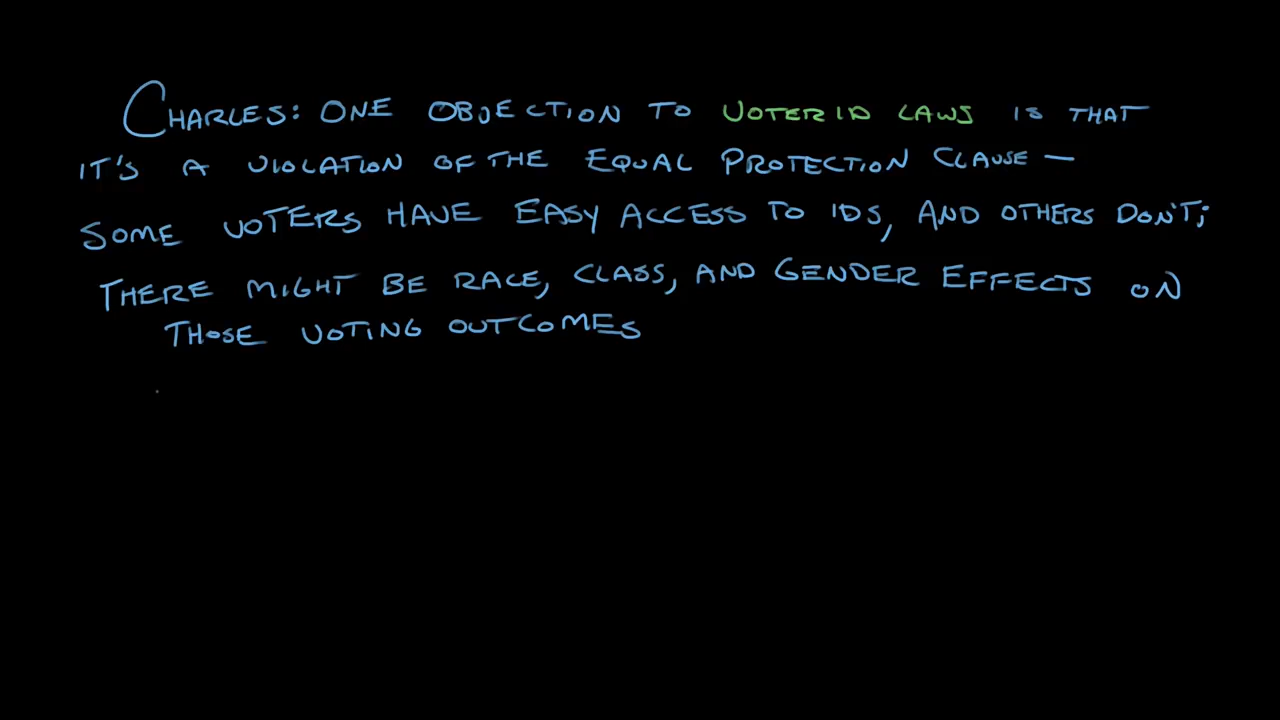 CHARLES: ONE OBJECTION TO VOTER ID LAWS IS THAT
IT'S A VIOLATION OF THE EQUAL PROTECTION CLAUSE —
SOME VOTERS HAVE EASY ACCESS TO IDS, AND OTHERS DON'T;
THERE MIGHT BE RACE, CLASS, AND GENDER EFFECTS ON
THOSE VOTING OUTCOMES